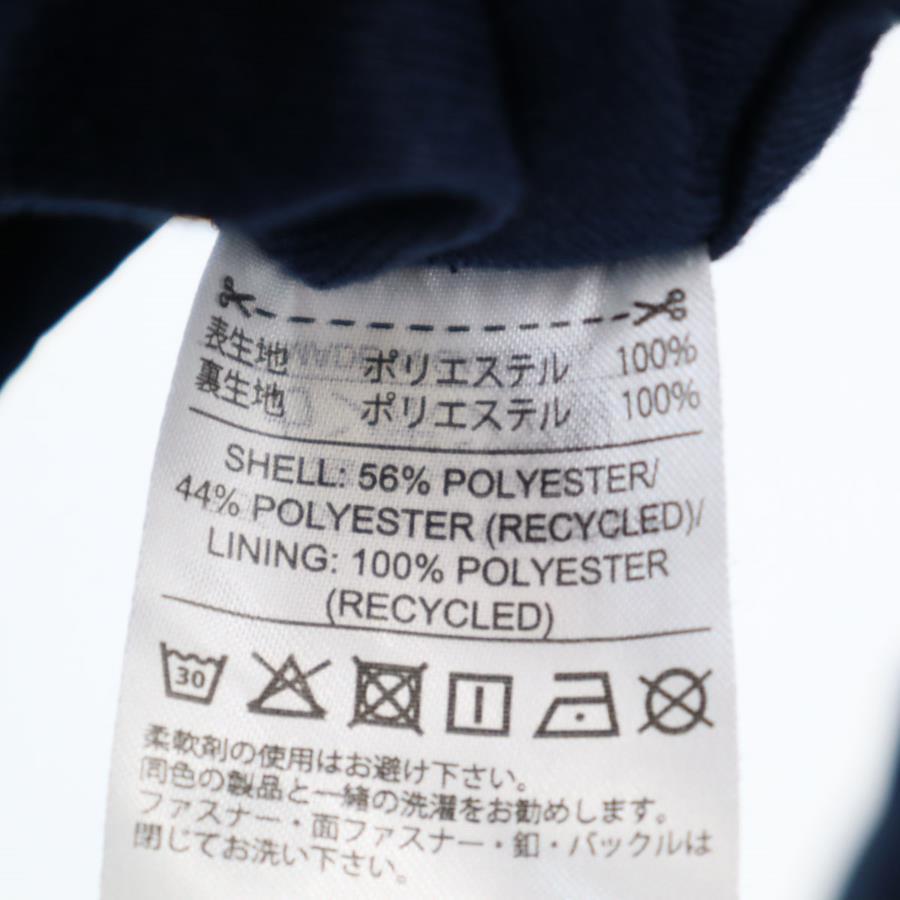 表生地 ポリエステル 100%
裏生地 ポリエステル 100%
SHELL: 56% POLYESTER/
44% POLYESTER (RECYCLED)/
LINING: 100% POLYESTER
(RECYCLED)
30
柔軟剤の使用はお避け下さい。
同色の製品と一緒の洗濯をお勧めします。
ファスナー・面ファスナー・釦・バックルは
閉じてお洗い下さい。